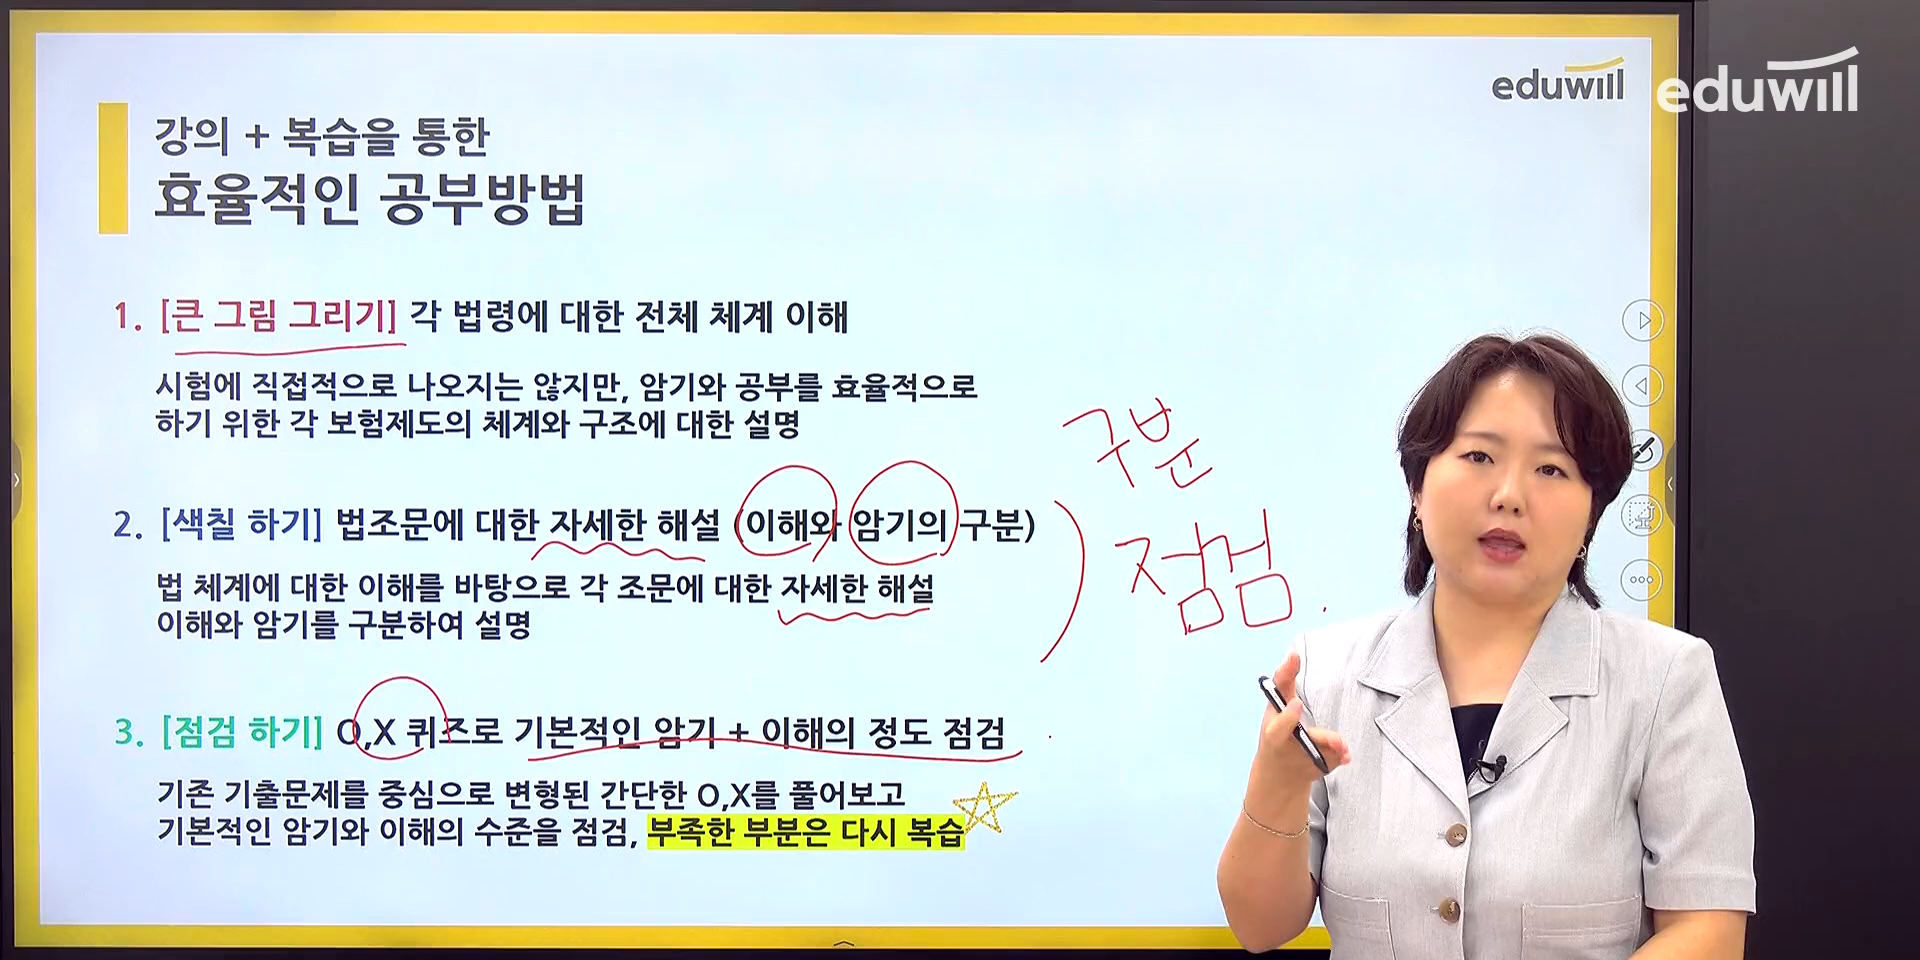 eduwill
eduwill
강의 + 복습을 통한
효율적인 공부방법
1. [큰 그림 그리기] 각 법령에 대한 전체 체계 이해
시험에 직접적으로 나오지는 않지만, 암기와 공부를 효율적으로
하기 위한 각 보험제도의 체계와 구조에 대한 설명
구분
2. [색칠 하기] 법조문에 대한 자세한 해설 (이해와 암기의 구분)
점검.
법 체계에 대한 이해를 바탕으로 각 조문에 대한 자세한 해설
이해와 암기를 구분하여 설명
3. [점검 하기] O,X 퀴즈로 기본적인 암기 + 이해의 정도 점검
기존 기출문제를 중심으로 변형된 간단한 O,X를 풀어보고
기본적인 암기와 이해의 수준을 점검, 부족한 부분은 다시 복습